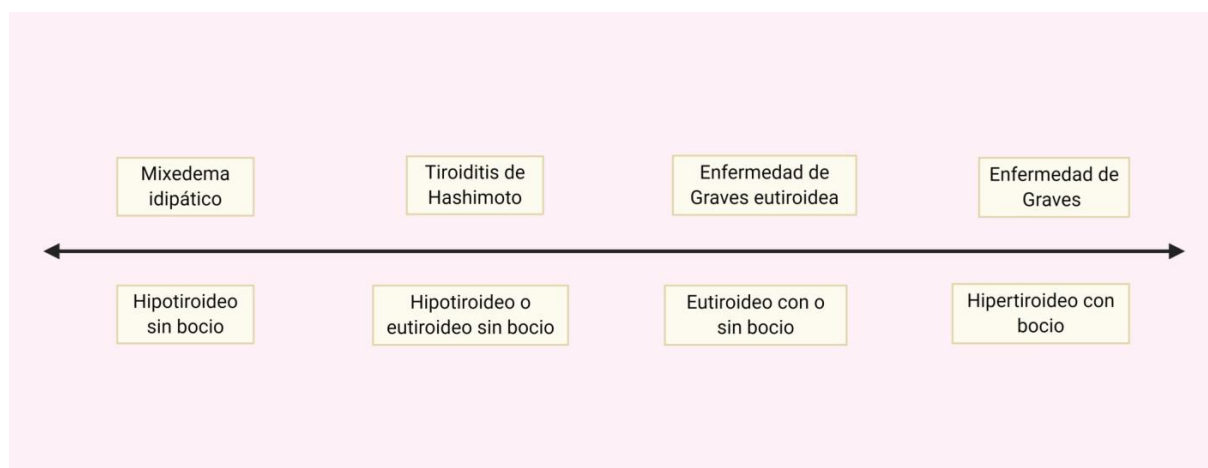 Mixedema
idipático
Tiroiditis de
Hashimoto
Enfermedad de
Graves eutiroidea
Enfermedad de
Graves
Hipotiroideo
sin bocio
Hipotiroideo o
eutiroideo sin bocio
Eutiroideo con o
sin bocio
Hipertiroideo con
bocio